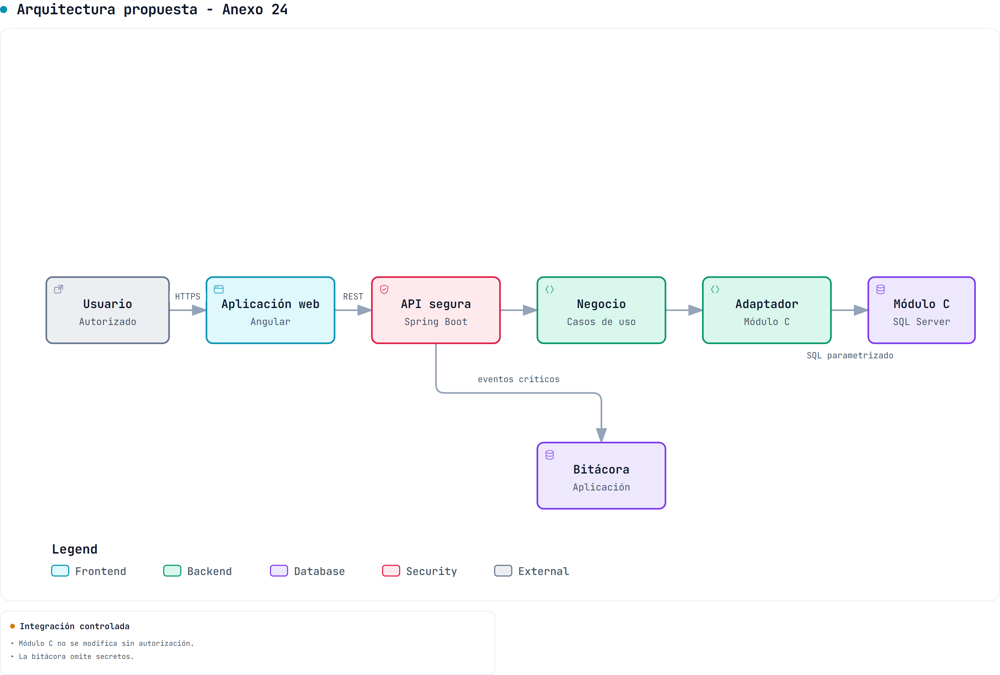 Arquitectura propuesta - Anexo 24
Usuario
Autorizado
HTTPS
Aplicación web
Angular
REST
API segura
Spring Boot
Negocio
Casos de uso
Adaptador
Módulo C
Módulo C
SQL Server
SQL parametrizado
eventos críticos
Bitácora
Aplicación
Legend
Frontend
Backend
Database
Security
External
Integración controlada
• Módulo C no se modifica sin autorización.
• La bitácora omite secretos.